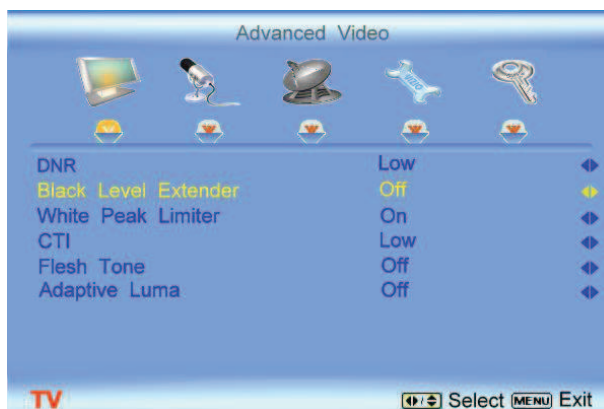 Advanced Video
VIZIO
DNR Low
Black Level Extender Off
White Peak Limiter On
CTI Low
Flesh Tone Off
Adaptive Luma Off
TV Select MENU Exit